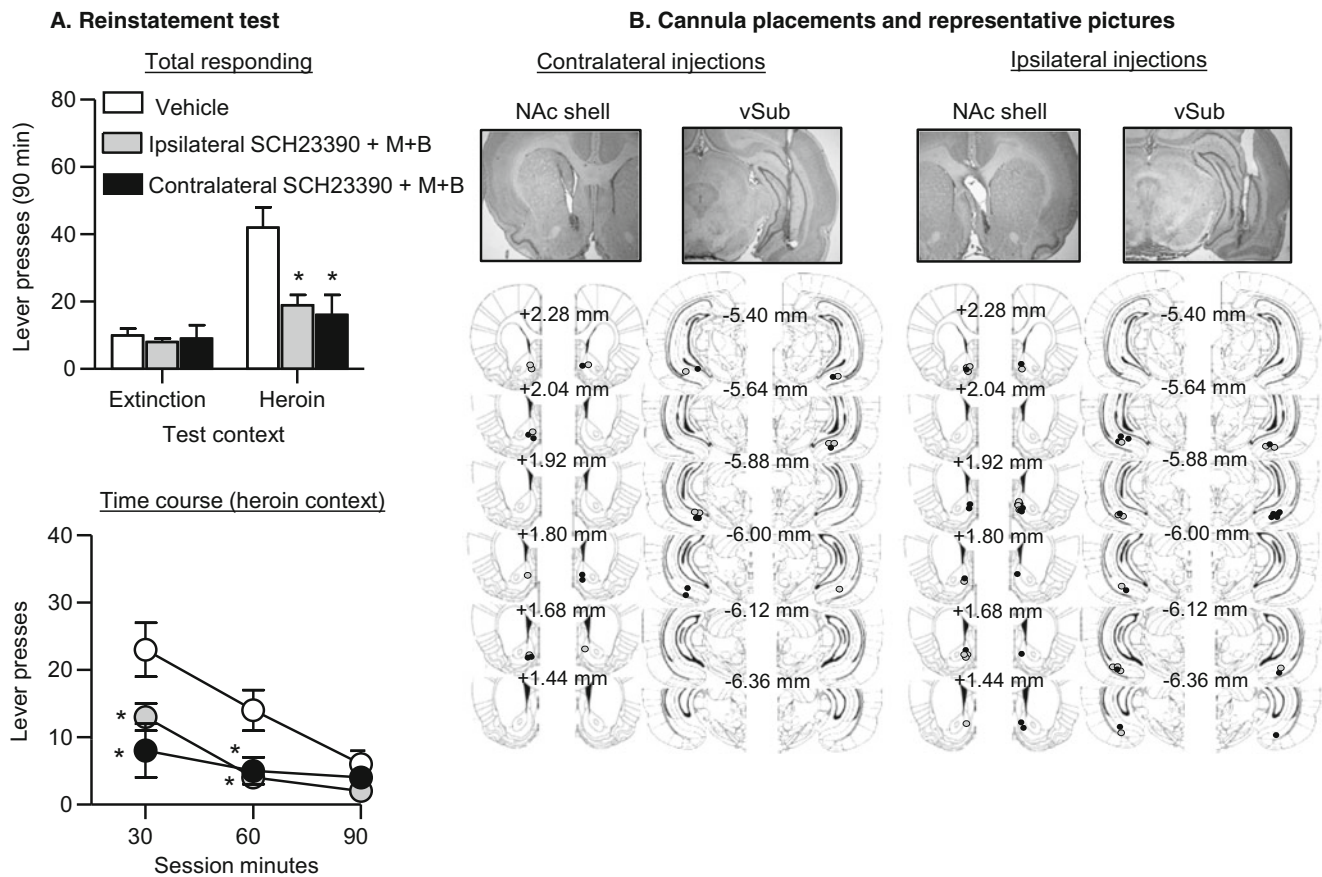 A. Reinstatement test
Total responding
80
60
40
20
0
Lever presses (90 min)
Vehicle
Ipsilateral SCH23390 + M+B
Contralateral SCH23390 + M+B
* *
Extinction Heroin
Test context
Time course (heroin context)
40
30
20
10
0
Lever presses
*
*
*
*
30 60 90
Session minutes
B. Cannula placements and representative pictures
Contralateral injections
NAc shell vSub
+2.28 mm -5.40 mm
+2.04 mm -5.64 mm
+1.92 mm -5.88 mm
+1.80 mm -6.00 mm
+1.68 mm -6.12 mm
+1.44 mm -6.36 mm
Ipsilateral injections
NAc shell vSub
+2.28 mm -5.40 mm
+2.04 mm -5.64 mm
+1.92 mm -5.88 mm
+1.80 mm -6.00 mm
+1.68 mm -6.12 mm
+1.44 mm -6.36 mm